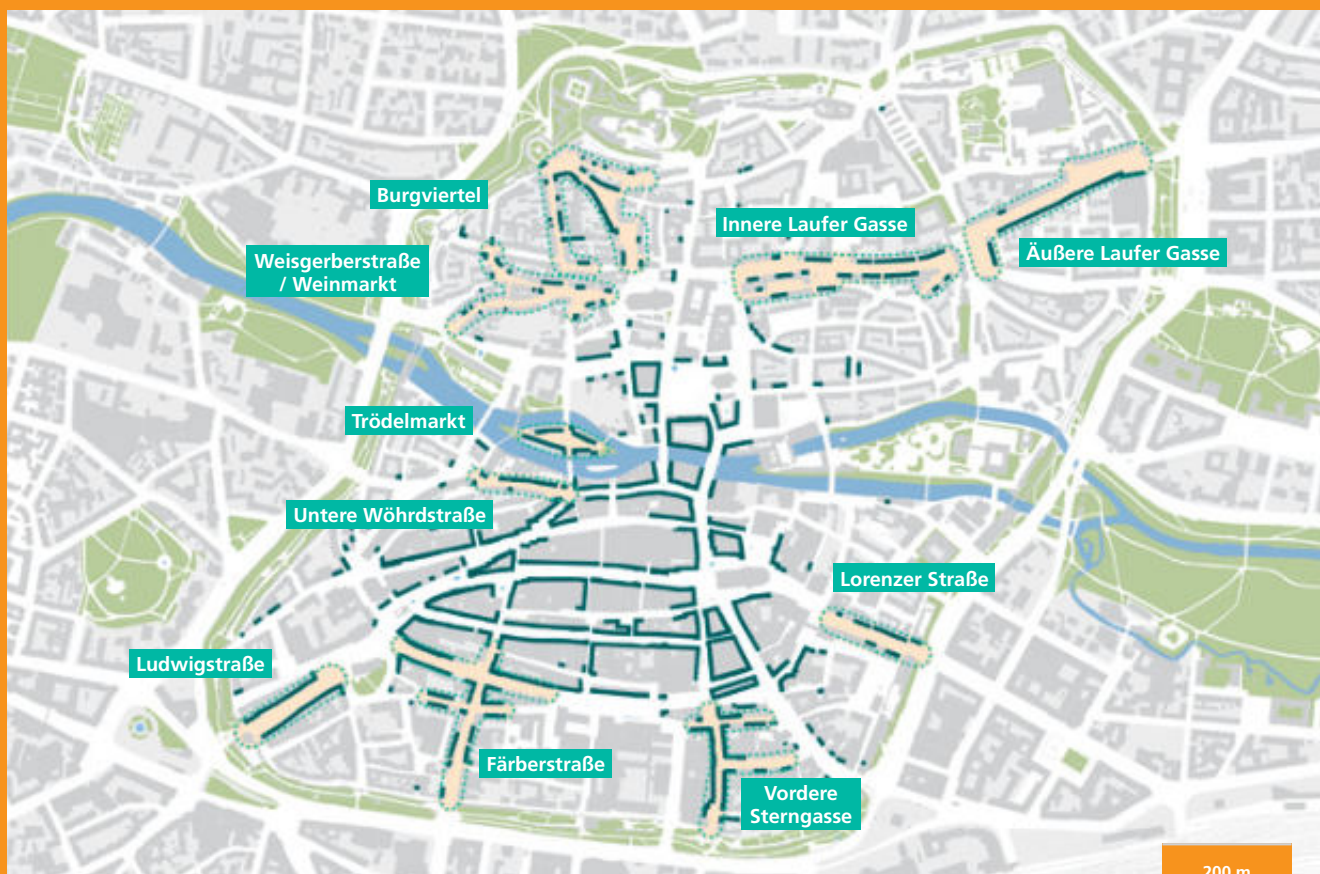 Burgviertel
Innere Laufer Gasse
Äußere Laufer Gasse
Weisgerberstraße
/ Weinmarkt
Trödelmarkt
Untere Wöhrdstraße
Lorenzer Straße
Ludwigstraße
Färberstraße
Vordere
Sterngasse
200 m